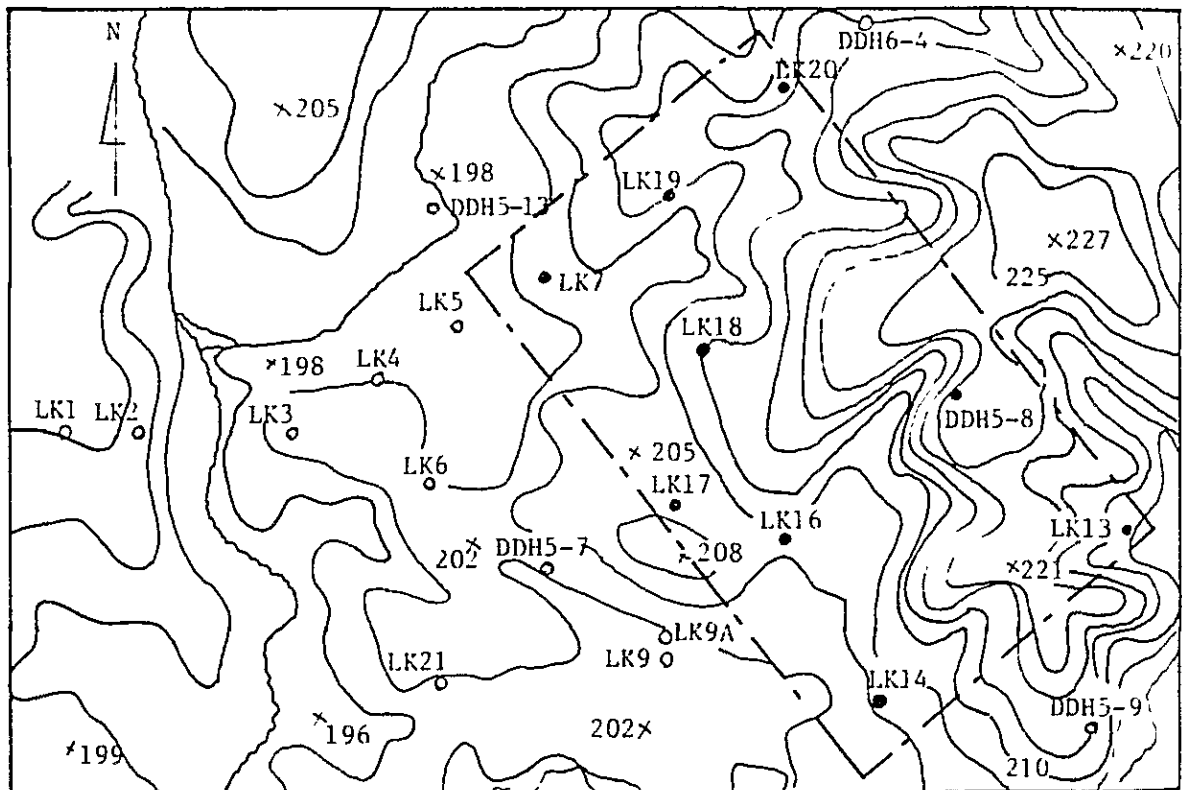 N
DDH6-4
×220
LK20
×205
×198
LK19
DDH5-13
×227
LK7
225
LK5
LK18
×198
LK4
LK1
LK2
LK3
DDH5-8
×205
LK6
LK17
LK16
LK13
202×
DDH5-7
×208
×221
LK9A
LK9
LK21
LK14
DDH5-9
×196
202×
×199
210